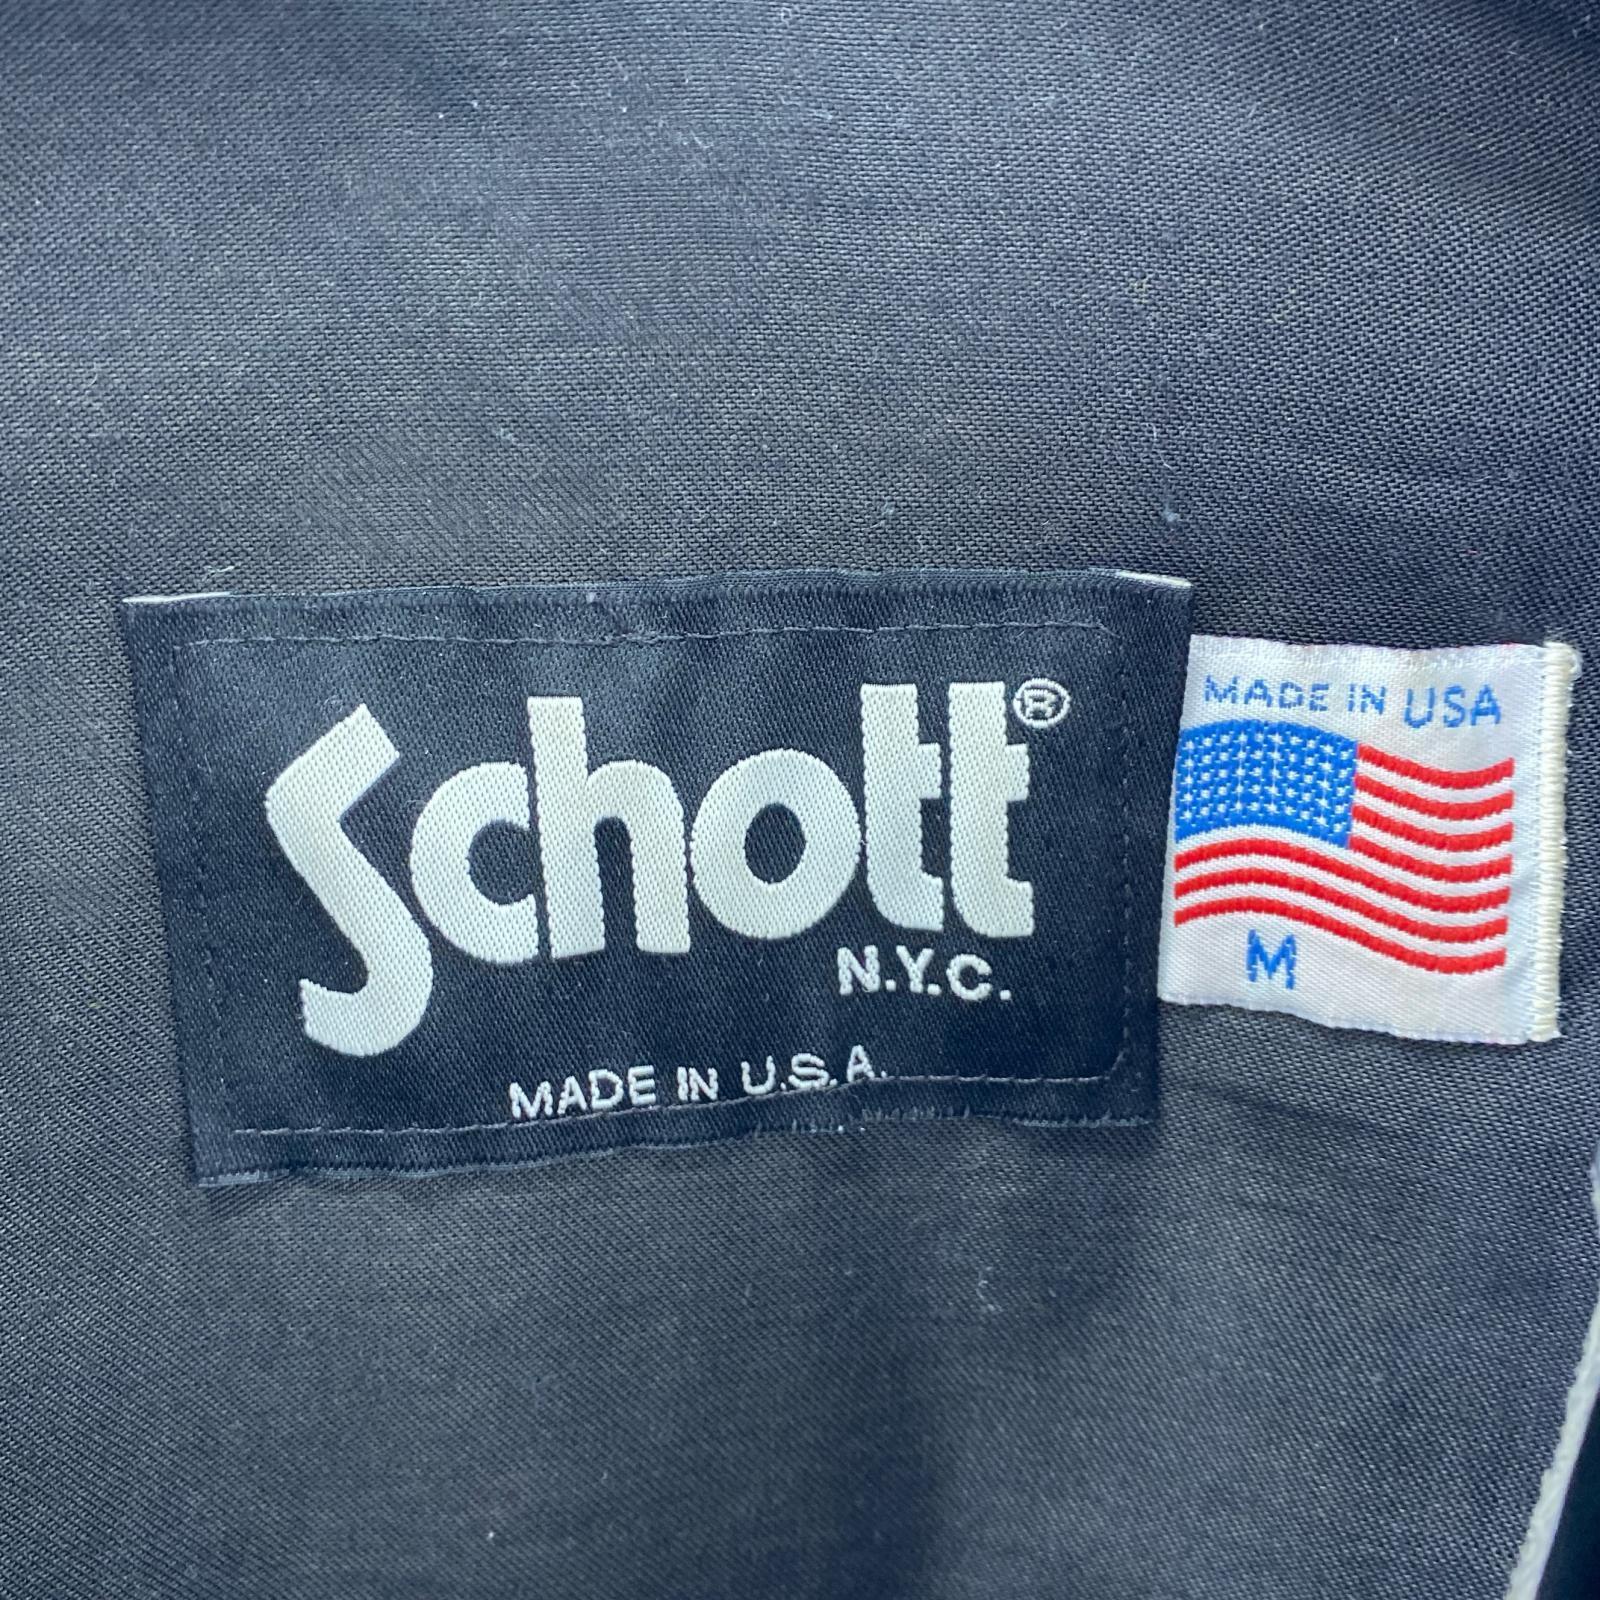 Schott®
N.Y.C.
MADE IN U.S.A.
MADE IN USA
M